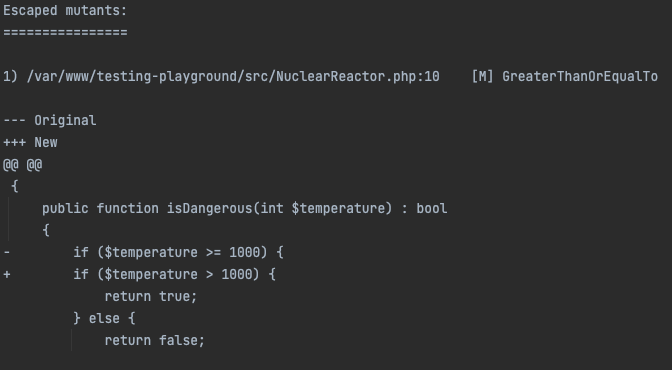 Escaped mutants:
================
1) /var/www/testing-playground/src/NuclearReactor.php:10    [M] GreaterThanOrEqualTo
--- Original
+++ New
@@ @@
 {
     public function isDangerous(int $temperature) : bool
     {
-        if ($temperature >= 1000) {
+        if ($temperature > 1000) {
             return true;
         } else {
             return false;